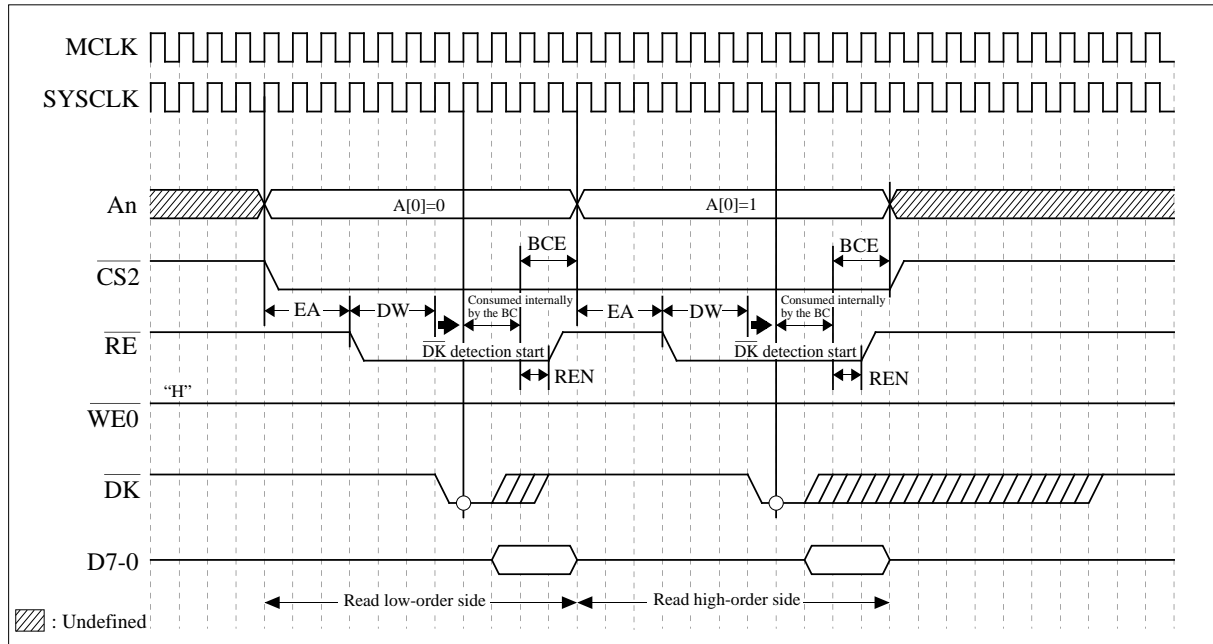 MCLK
SYSCLK
An
A[0]=0
A[0]=1
BCE
BCE
CS2
EA
DW
Consumed internally
by the BC
EA
DW
Consumed internally
by the BC
RE
DK detection start
DK detection start
REN
REN
“H”
WE0
DK
D7-0
Read low-order side
Read high-order side
: Undefined